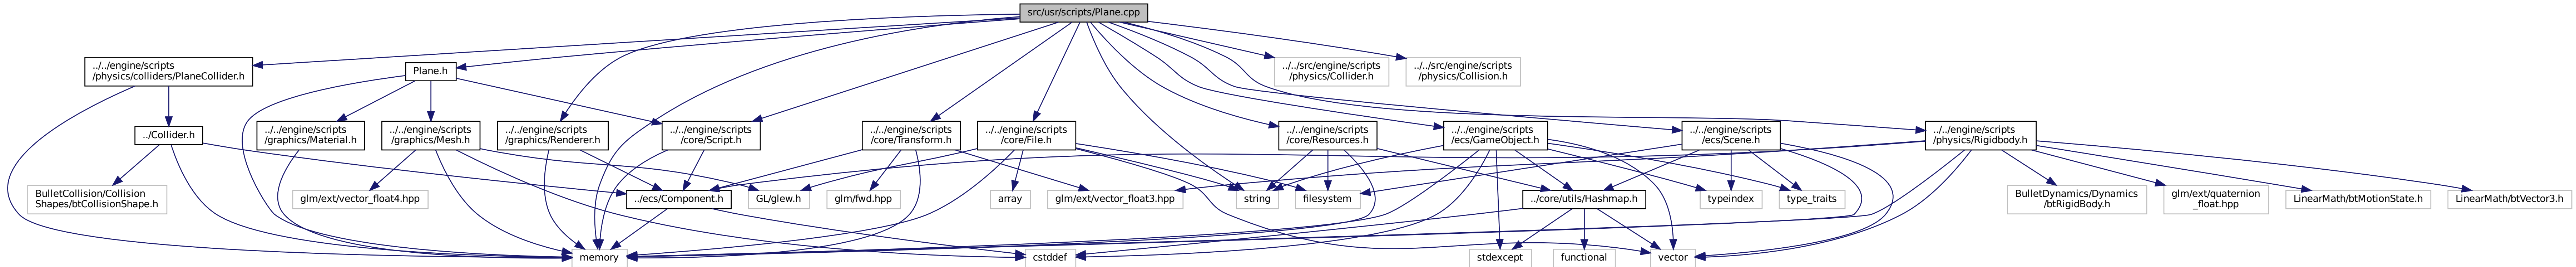 src/usr/scripts/Plane.cpp
../../engine/scripts
/physics/colliders/PlaneCollider.h
Plane.h
../../src/engine/scripts
/physics/Collider.h
../../src/engine/scripts
/physics/Collision.h
../Collider.h
../../engine/scripts
/graphics/Material.h
../../engine/scripts
/graphics/Mesh.h
../../engine/scripts
/graphics/Renderer.h
../../engine/scripts
/core/Script.h
../../engine/scripts
/core/Transform.h
../../engine/scripts
/core/File.h
../../engine/scripts
/core/Resources.h
../../engine/scripts
/ecs/GameObject.h
../../engine/scripts
/ecs/Scene.h
../../engine/scripts
/physics/Rigidbody.h
BulletCollision/Collision
Shapes/btCollisionShape.h
glm/ext/vector_float4.hpp
../ecs/Component.h
GL/glew.h
glm/fwd.hpp
array
glm/ext/vector_float3.hpp
string
filesystem
../core/utils/Hashmap.h
typeindex
type_traits
BulletDynamics/Dynamics
/btRigidBody.h
glm/ext/quaternion
_float.hpp
LinearMath/btMotionState.h
LinearMath/btVector3.h
memory
cstddef
stdexcept
functional
vector